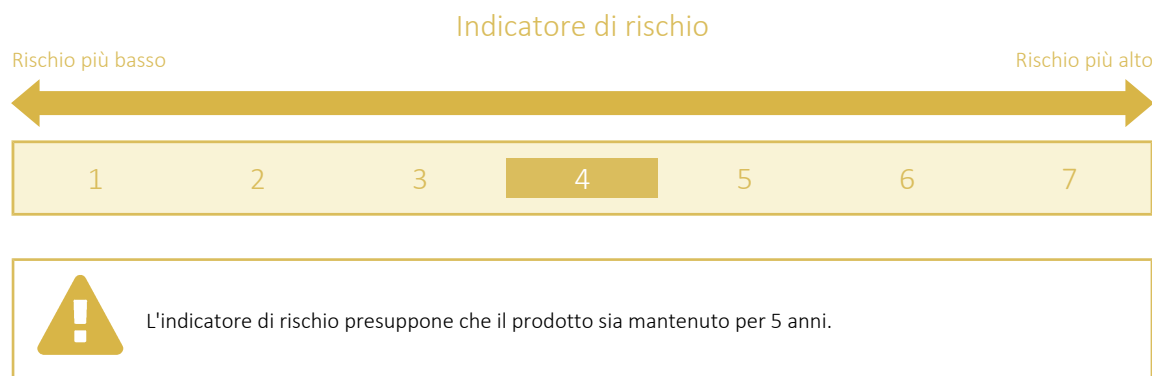 Indicatore di rischio
Rischio più basso Rischio più alto
1 2 3 4 5 6 7
L'indicatore di rischio presuppone che il prodotto sia mantenuto per 5 anni.